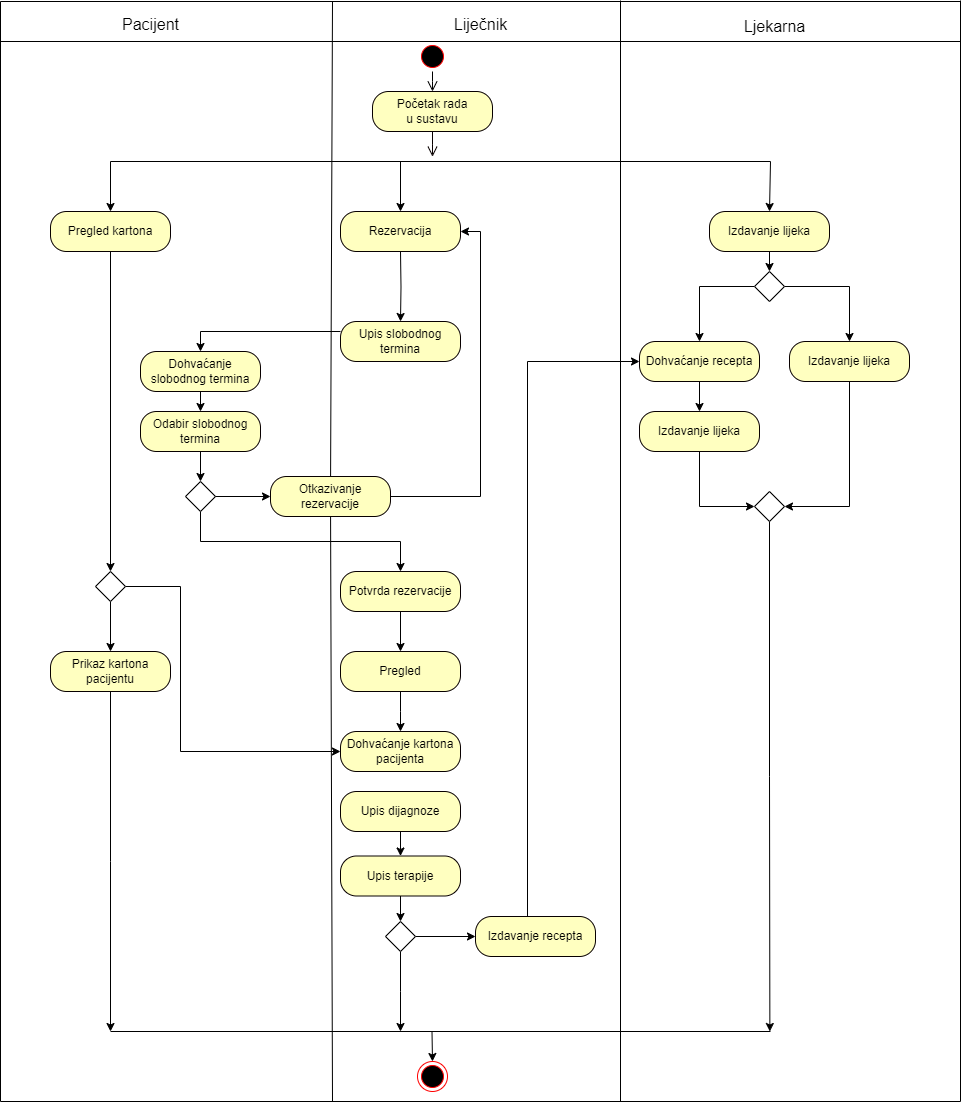 Pacijent
Liječnik
Ljekarna
Početak rada
u sustavu
Pregled kartona
Rezervacija
Izdavanje lijeka
Upis slobodnog
termina
Dohvaćanje
slobodnog termina
Dohvaćanje recepta
Izdavanje lijeka
Odabir slobodnog
termina
Izdavanje lijeka
Otkazivanje
rezervacije
Potvrda rezervacije
Prikaz kartona
pacijentu
Pregled
Dohvaćanje kartona
pacijenta
Upis dijagnoze
Upis terapije
Izdavanje recepta